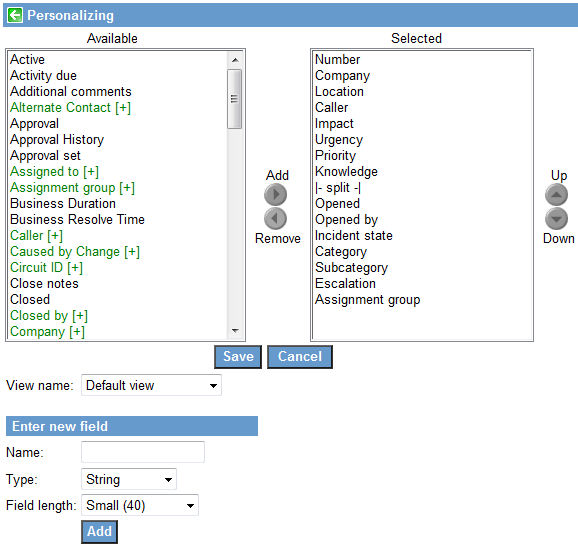 Personalizing
Available
Active
Activity due
Additional comments
Alternate Contact [+]
Approval
Approval History
Approval set
Assigned to [+]
Assignment group [+]
Business Duration
Business Resolve Time
Caller [+]
Caused by Change [+]
Circuit ID [+]
Close notes
Closed
Closed by [+]
Company [+]
Add
Remove
Selected
Number
Company
Location
Caller
Impact
Urgency
Priority
Knowledge
|- split -|
Opened
Opened by
Incident state
Category
Subcategory
Escalation
Assignment group
Up
Down
Save Cancel
View name: Default view
Enter new field
Name:
Type: String
Field length: Small (40)
Add